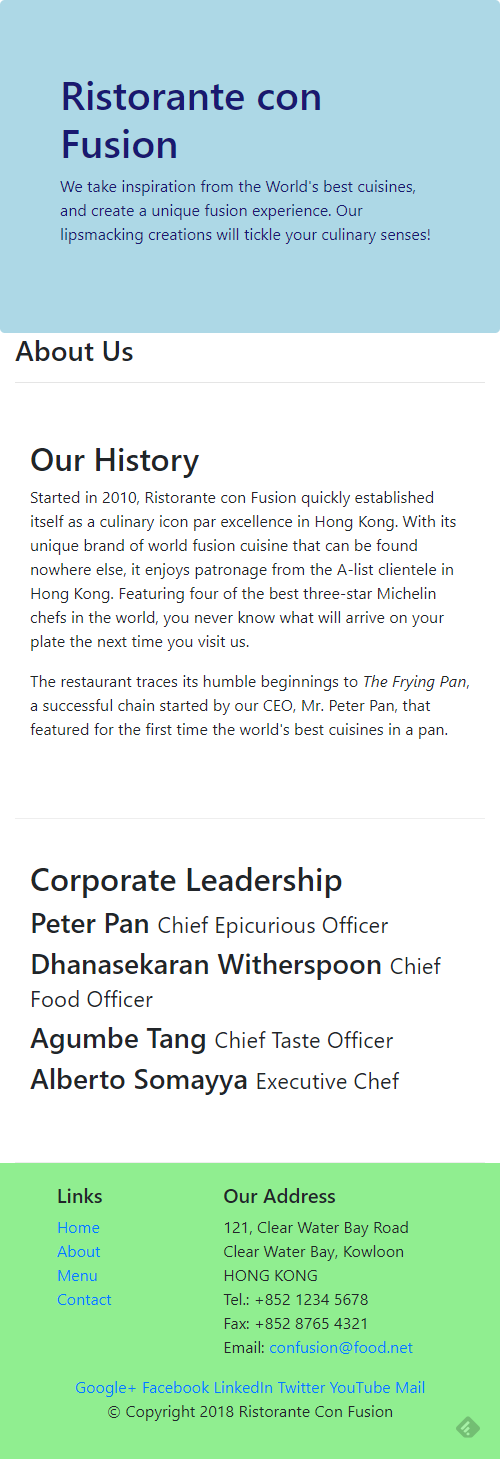 Ristorante con
Fusion
We take inspiration from the World's best cuisines,
and create a unique fusion experience. Our
lipsmacking creations will tickle your culinary senses!
About Us
Our History
Started in 2010, Ristorante con Fusion quickly established
itself as a culinary icon par excellence in Hong Kong. With its
unique brand of world fusion cuisine that can be found
nowhere else, it enjoys patronage from the A-list clientele in
Hong Kong. Featuring four of the best three-star Michelin
chefs in the world, you never know what will arrive on your
plate the next time you visit us.
The restaurant traces its humble beginnings to The Frying Pan,
a successful chain started by our CEO, Mr. Peter Pan, that
featured for the first time the world's best cuisines in a pan.
Corporate Leadership
Peter Pan Chief Epicurious Officer
Dhanasekaran Witherspoon Chief
Food Officer
Agumbe Tang Chief Taste Officer
Alberto Somayya Executive Chef
Links
Home
About
Menu
Contact
Our Address
121, Clear Water Bay Road
Clear Water Bay, Kowloon
HONG KONG
Tel.: +852 1234 5678
Fax: +852 8765 4321
Email: confusion@food.net
Google+ Facebook LinkedIn Twitter YouTube Mail
© Copyright 2018 Ristorante Con Fusion